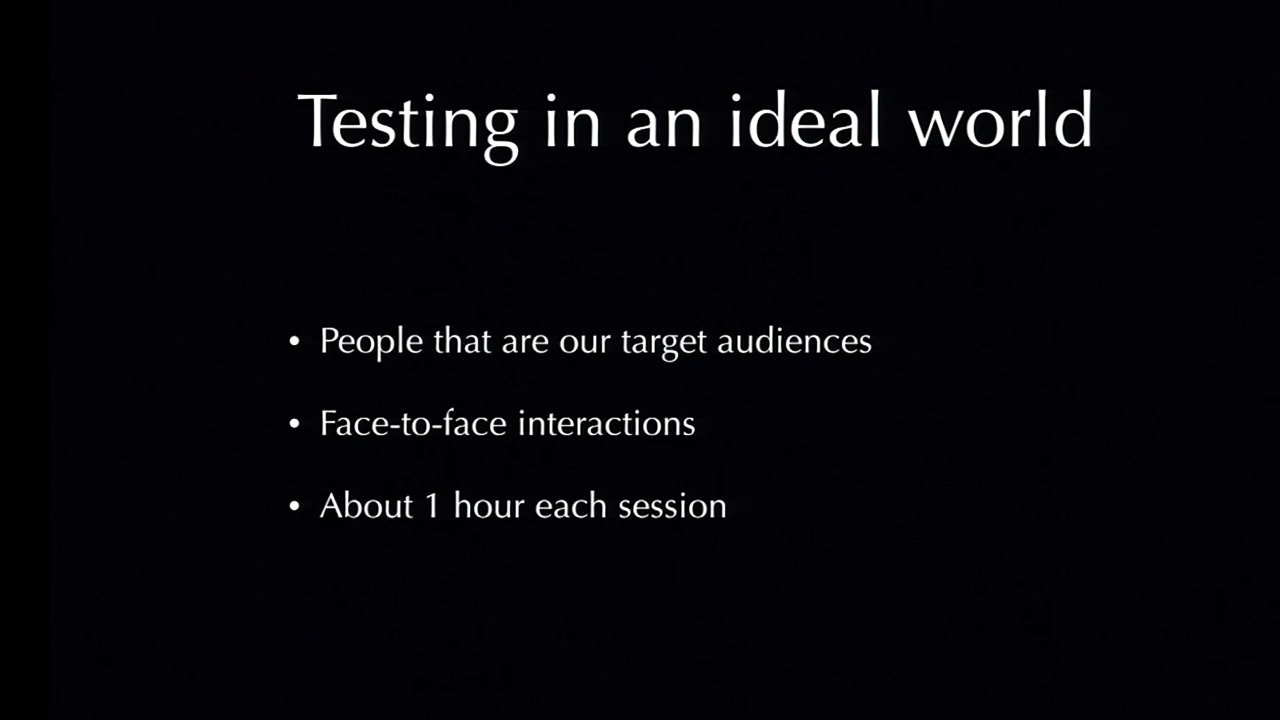 Testing in an ideal world
• People that are our target audiences
• Face-to-face interactions
• About 1 hour each session